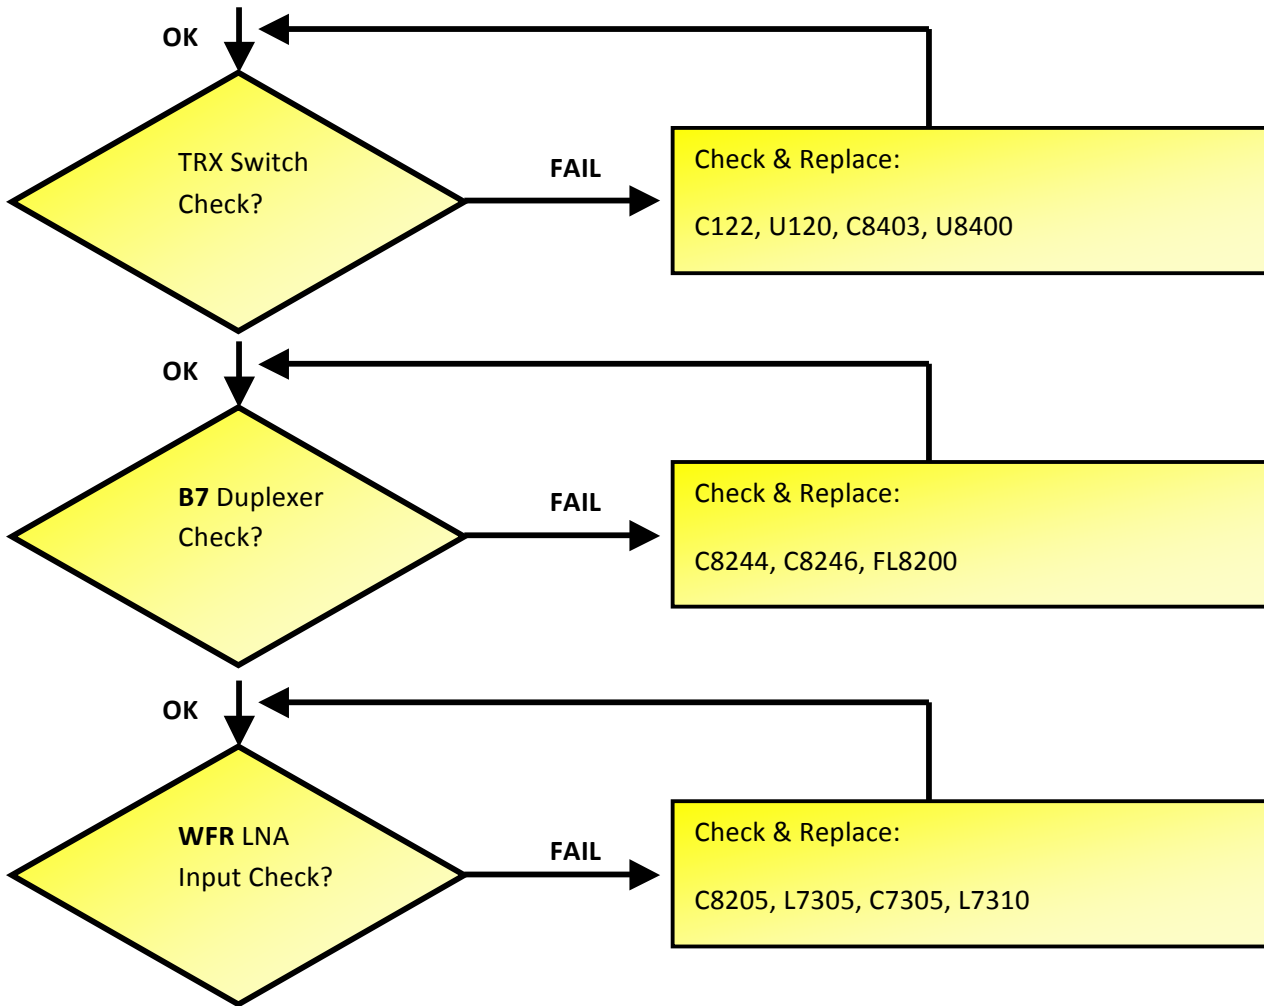 OK
TRX Switch
Check?
FAIL
Check & Replace:
C122, U120, C8403, U8400
OK
B7 Duplexer
Check?
FAIL
Check & Replace:
C8244, C8246, FL8200
OK
WFR LNA
Input Check?
FAIL
Check & Replace:
C8205, L7305, C7305, L7310